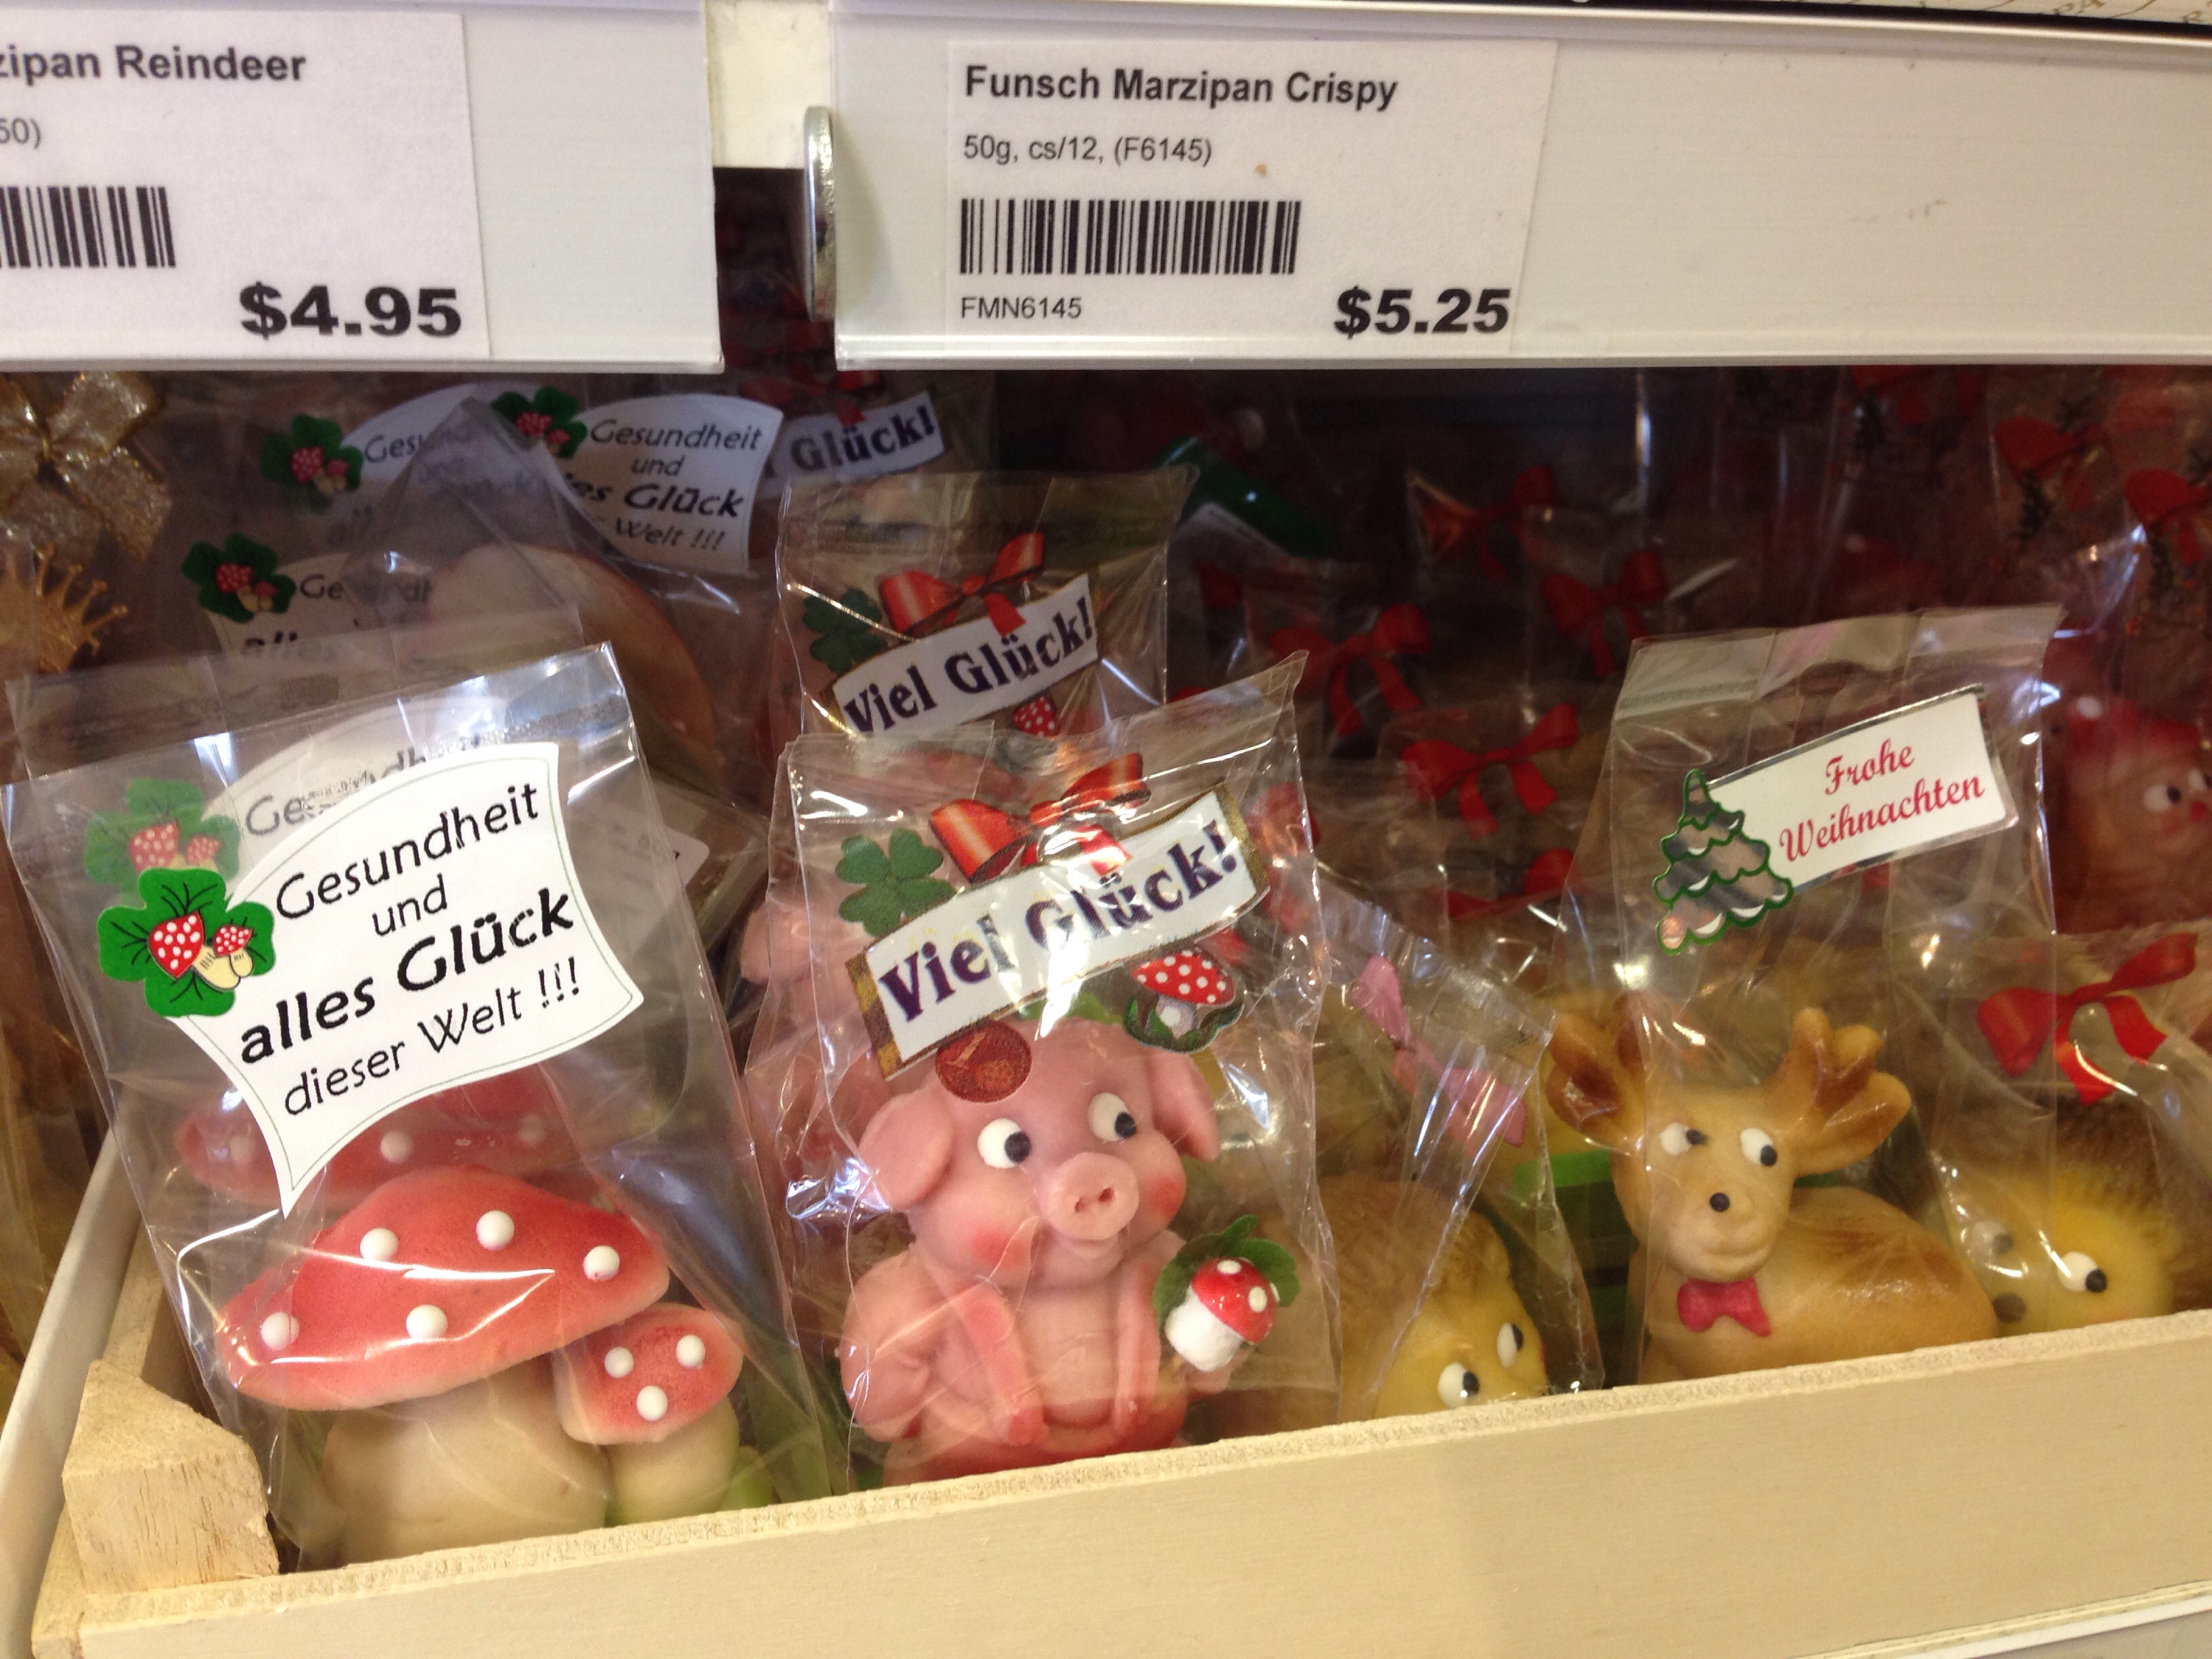 zipan Reindeer
50)
$4.95
Funsch Marzipan Crispy
50g, cs/12, (F6145)
FMN6145
$5.25
Gesundheit
und
alles Glück
dieser Welt !!!
Viel Glück!
Frohe
Weihnachten
Gesundheit
und
es Glück
Welt !!!
Glück!
Viel Glück!